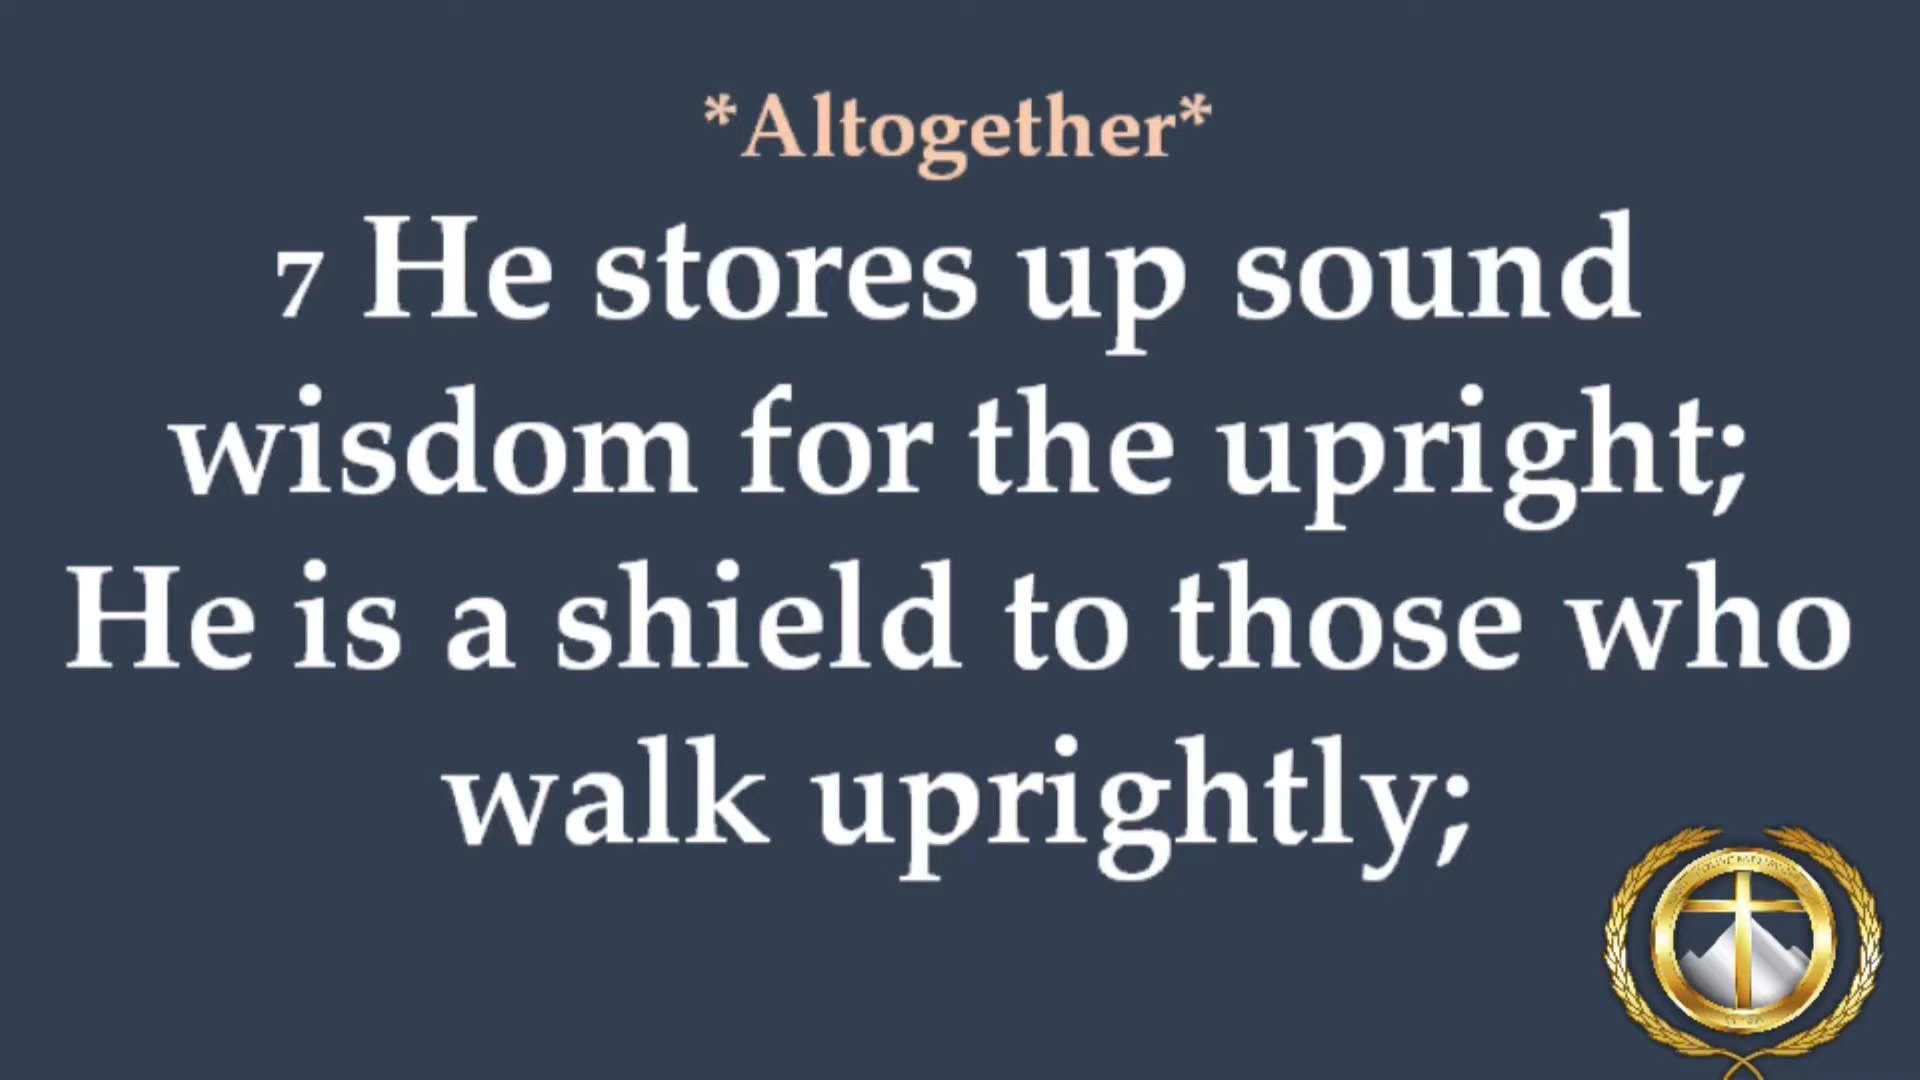 *Altogether*
7 He stores up sound
wisdom for the upright;
He is a shield to those who
walk uprightly;